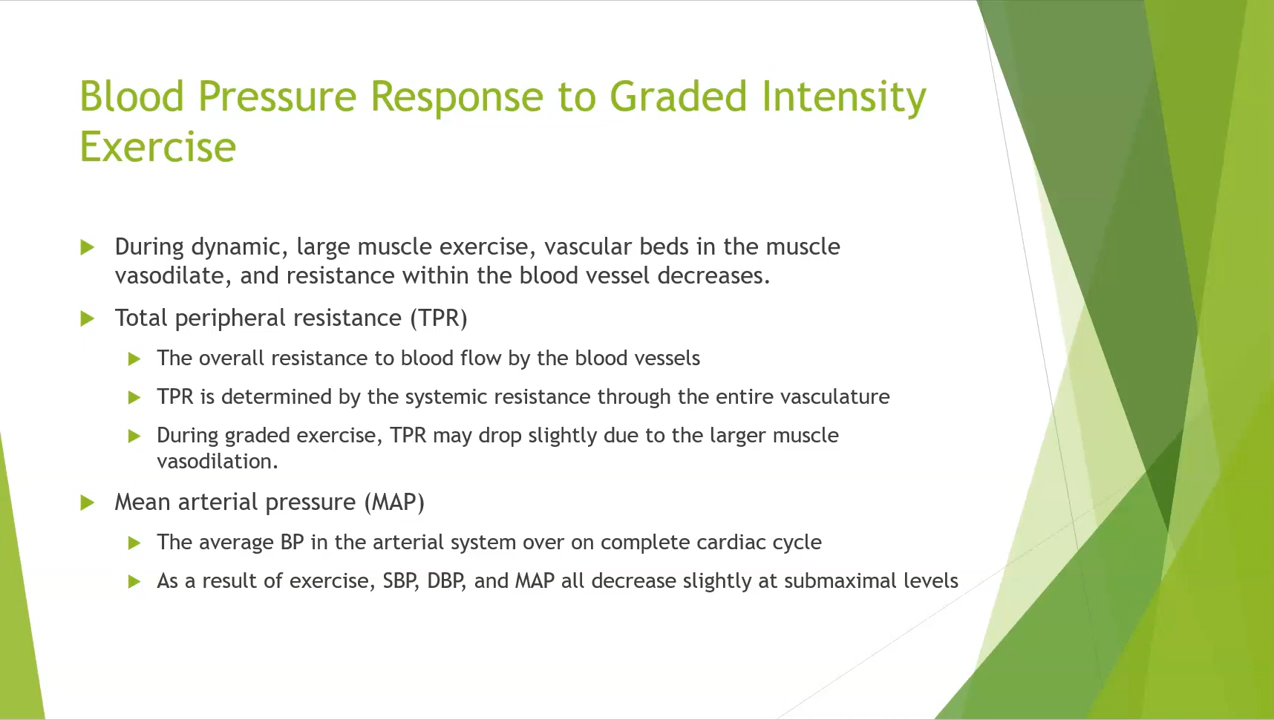 Blood Pressure Response to Graded Intensity
Exercise
During dynamic, large muscle exercise, vascular beds in the muscle
vasodilate, and resistance within the blood vessel decreases.
Total peripheral resistance (TPR)
The overall resistance to blood flow by the blood vessels
TPR is determined by the systemic resistance through the entire vasculature
During graded exercise, TPR may drop slightly due to the larger muscle
vasodilation.
Mean arterial pressure (MAP)
The average BP in the arterial system over on complete cardiac cycle
As a result of exercise, SBP, DBP, and MAP all decrease slightly at submaximal levels